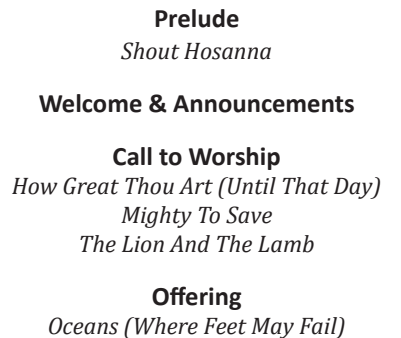 Prelude
Shout Hosanna
Welcome & Announcements
Call to Worship
How Great Thou Art (Until That Day)
Mighty To Save
The Lion And The Lamb
Offering
Oceans (Where Feet May Fail)